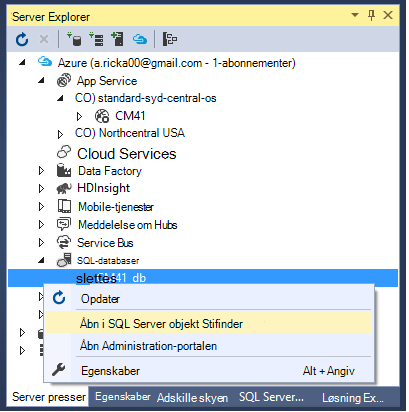 Server Explorer
Azure (a.ricka00@gmail.com - 1-abonnementer)
App Service
CO) standard-syd-central-os
CM41
CO) Northcentral USA
Cloud Services
Data Factory
HDInsight
Mobile-tjenester
Meddelelse om Hubs
Service Bus
SQL-databaser
slettes CM41 db
Opdater
Åbn i SQL Server objekt Stifinder
Åbn Administration-portalen
Egenskaber Alt + Angiv
Server presser Egenskaber Adskille skyen SQL Server... Løsning Ex...